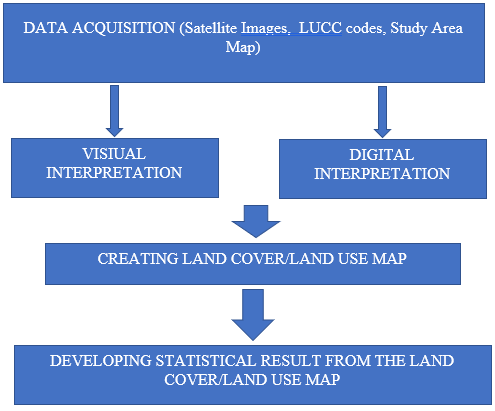 DATA ACQUISITION (Satellite Images, LUCC codes, Study Area
Map)
VISIUAL
INTERPRETATION
DIGITAL
INTERPRETATION
CREATING LAND COVER/LAND USE MAP
DEVELOPING STATISTICAL RESULT FROM THE LAND
COVER/LAND USE MAP